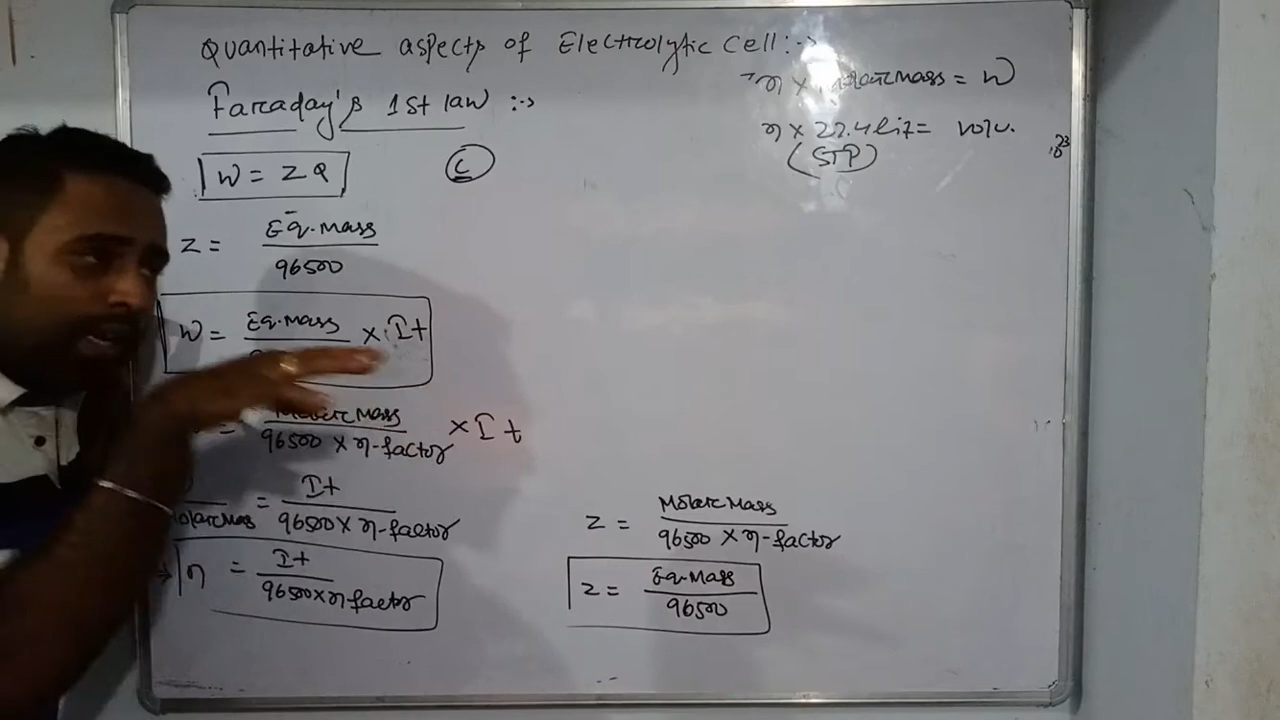 Quantitative aspects of Electrolytic Cell :→
Faraday's 1st law :→
W = ZQ
C
Z = Eq.mass / 96500
W = Eq.mass × It
Molar Mass / 96500 × η-factor × It
= It / 96500 × η-factor
η = It / 96500 × η factor
η × mass = W
η × 22.4 lit = volu.
(STP)
Z = Molar Mass / 96500 × η-factor
Z = Eq.Mass / 96500